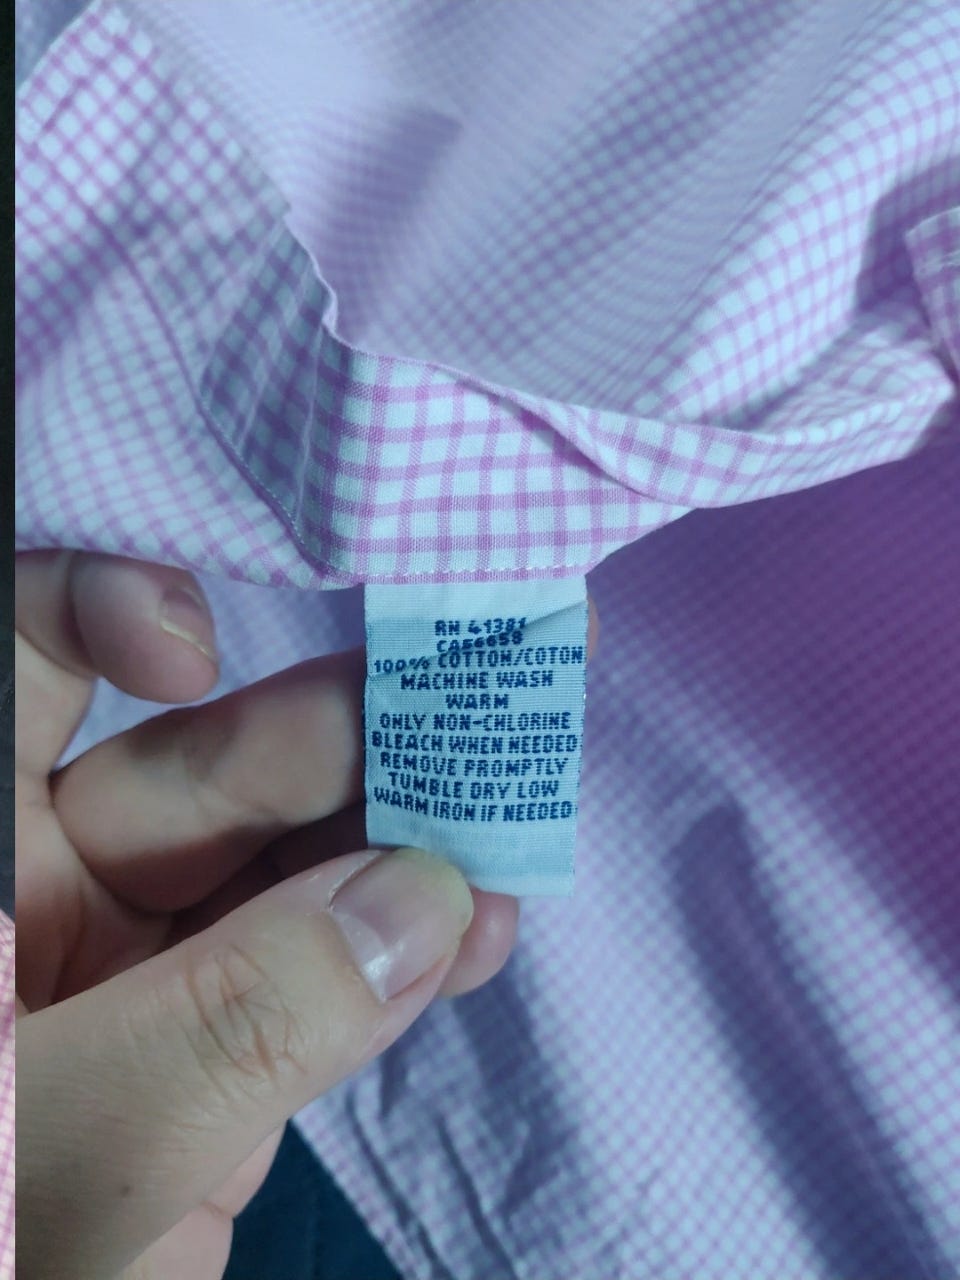 RN 41381
CA56658
100% COTTON/COTON
MACHINE WASH
WARM
ONLY NON-CHLORINE
BLEACH WHEN NEEDED
REMOVE PROMPTLY
TUMBLE DRY LOW
WARM IRON IF NEEDED